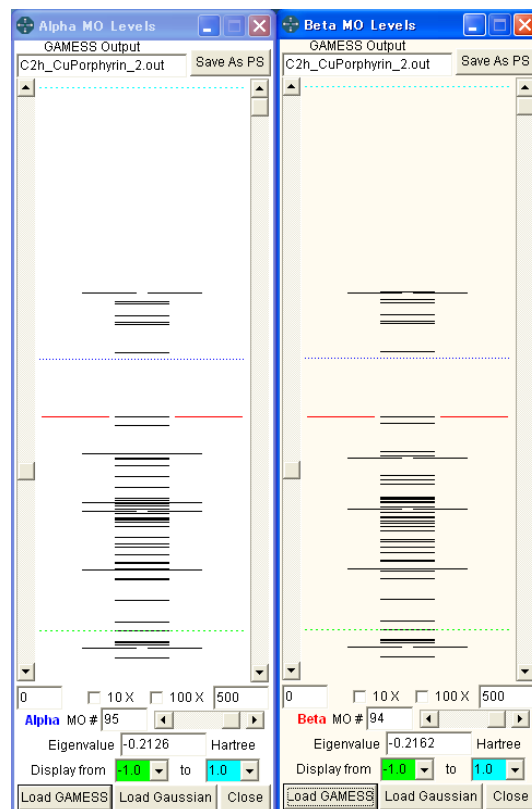 Alpha MO Levels
GAMESS Output
C2h_CuPorphyrin_2.out Save As PS
0 10 X 100 X 500
Alpha MO # 95
Eigenvalue -0.2126 Hartree
Display from -1.0 to 1.0
Load GAMESS Load Gaussian Close
Beta MO Levels
GAMESS Output
C2h_CuPorphyrin_2.out Save As PS
0 10 X 100 X 500
Beta MO # 94
Eigenvalue -0.2162 Hartree
Display from -1.0 to 1.0
Load GAMESS Load Gaussian Close